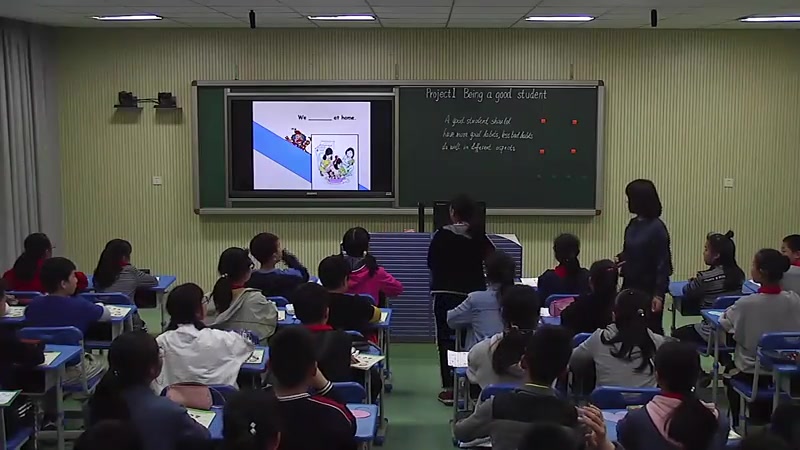 We ______ at home.
Project1 Being a good student
A good student should
have more good habits, less bad habits
do well in different aspects